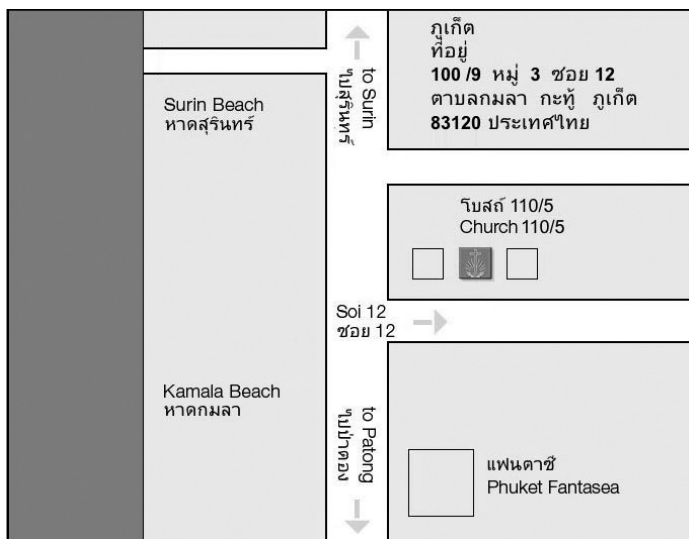 ภูเก็ต
ที่อยู่
100 /9 หมู่ 3 ซอย 12
ตาบลกมลา กะทู้ ภูเก็ต
83120 ประเทศไทย
to Surin
ไปสุรินทร์
Surin Beach
หาดสุรินทร์
โบสถ์ 110/5
Church 110/5
Soi 12
ซอย 12
Kamala Beach
หาดกมลา
to Patong
ไปป่าตอง
แฟนตาซี
Phuket Fantasea